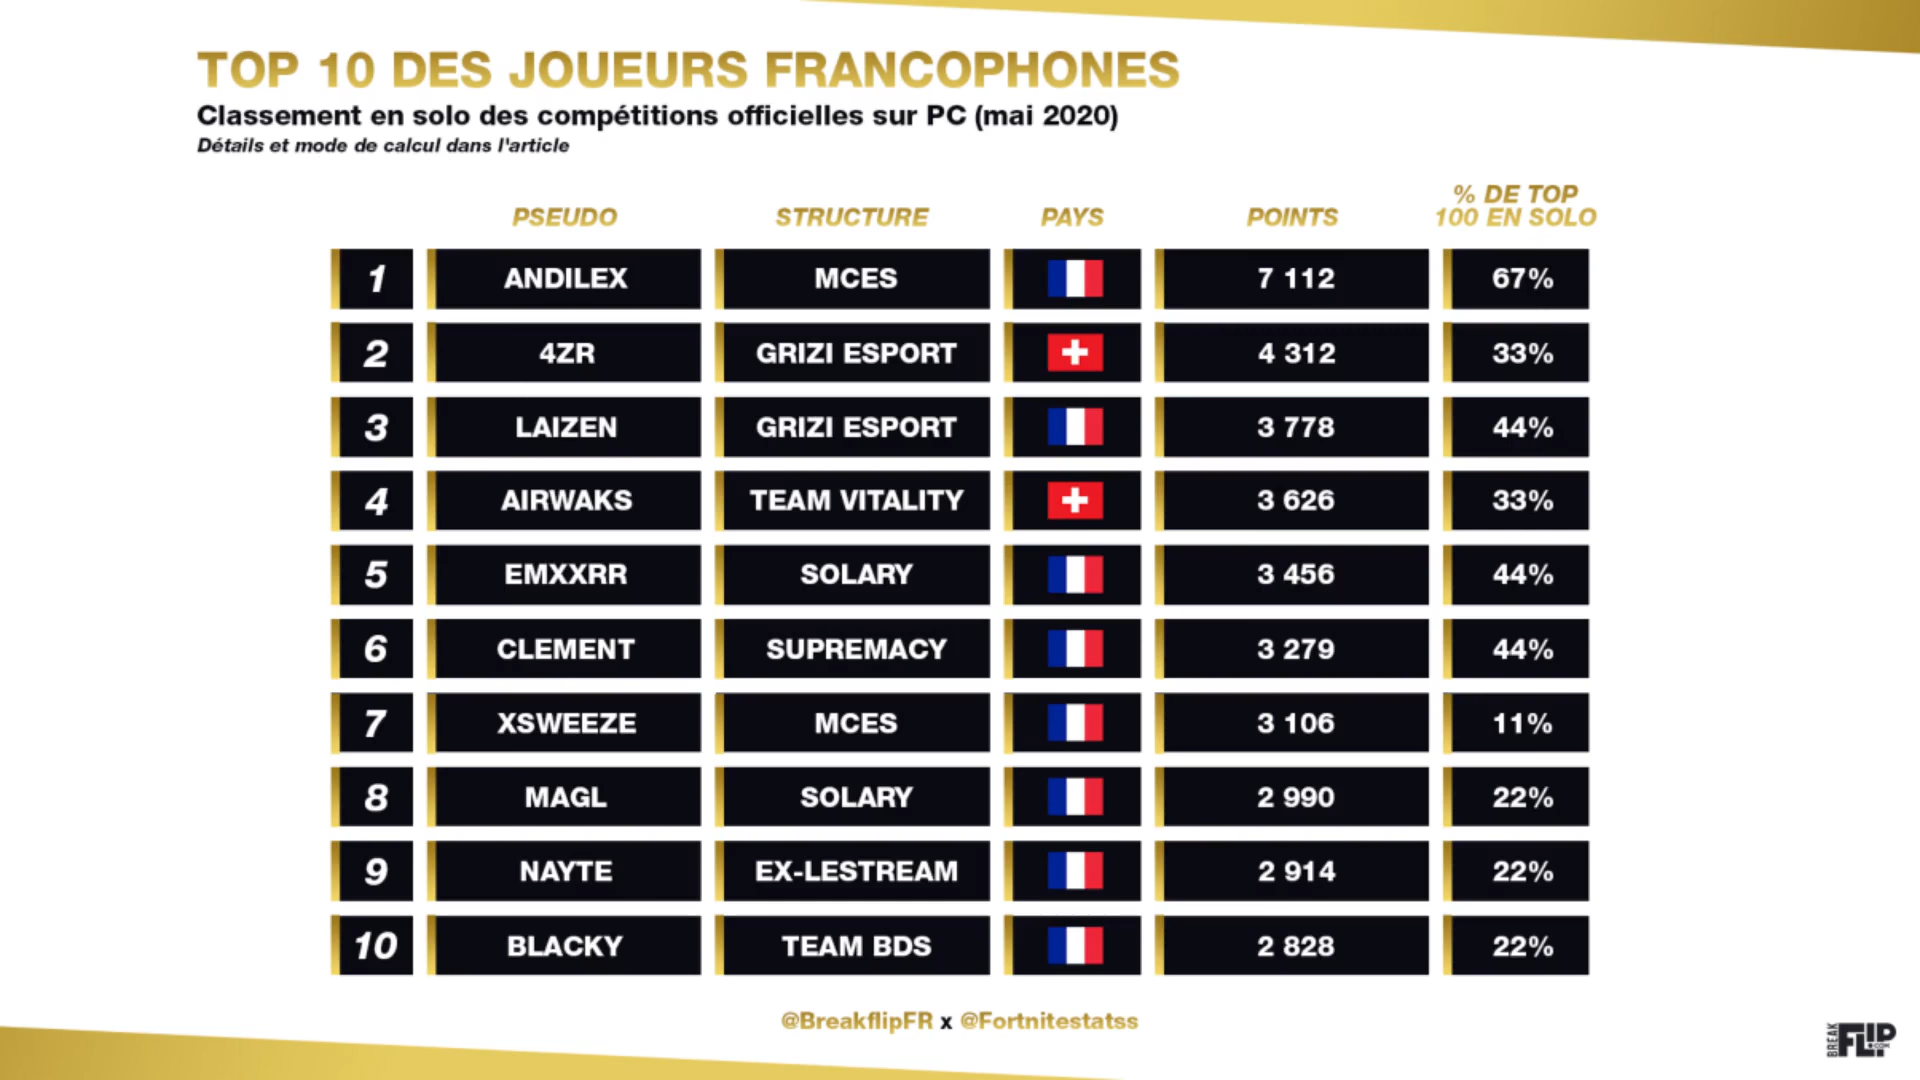 TOP 10 DES JOUEURS FRANCOPHONES
Classement en solo des compétitions officielles sur PC (mai 2020)
Détails et mode de calcul dans l'article
PSEUDO STRUCTURE PAYS POINTS % DE TOP
100 EN SOLO
1 ANDILEX MCES 7 112 67%
2 4ZR GRIZI ESPORT 4 312 33%
3 LAIZEN GRIZI ESPORT 3 778 44%
4 AIRWAKS TEAM VITALITY 3 626 33%
5 EMXXRR SOLARY 3 456 44%
6 CLEMENT SUPREMACY 3 279 44%
7 XSWEEZE MCES 3 106 11%
8 MAGL SOLARY 2 990 22%
9 NAYTE EX-LESTREAM 2 914 22%
10 BLACKY TEAM BDS 2 828 22%
@BreakflipFR x @Fortnitestatss
BREAK FLIP .COM